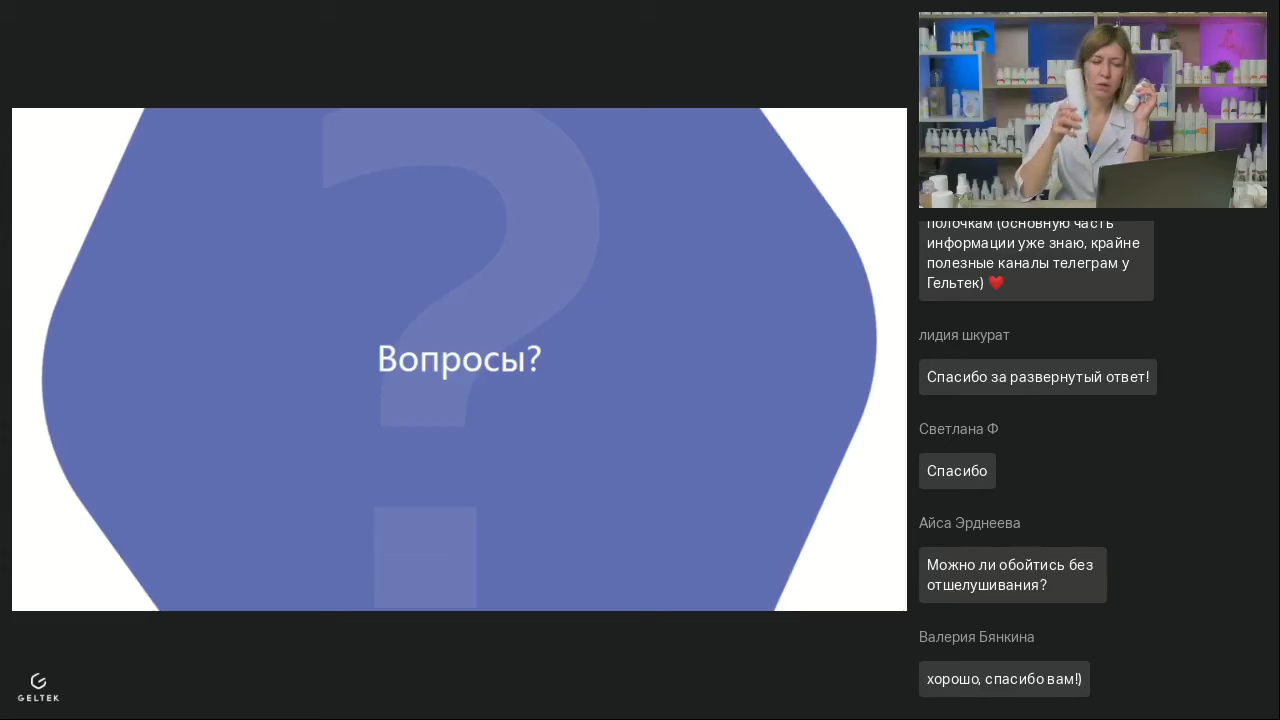 Вопросы?
GELTEK
полочкам (основную часть
информации уже знаю, крайне
полезные каналы телеграм у
Гельтек) ❤️
лидия шкурат
Спасибо за развернутый ответ!
Светлана Ф
Спасибо
Айса Эрднеева
Можно ли обойтись без
отшелушивания?
Валерия Бянкина
хорошо, спасибо вам!)